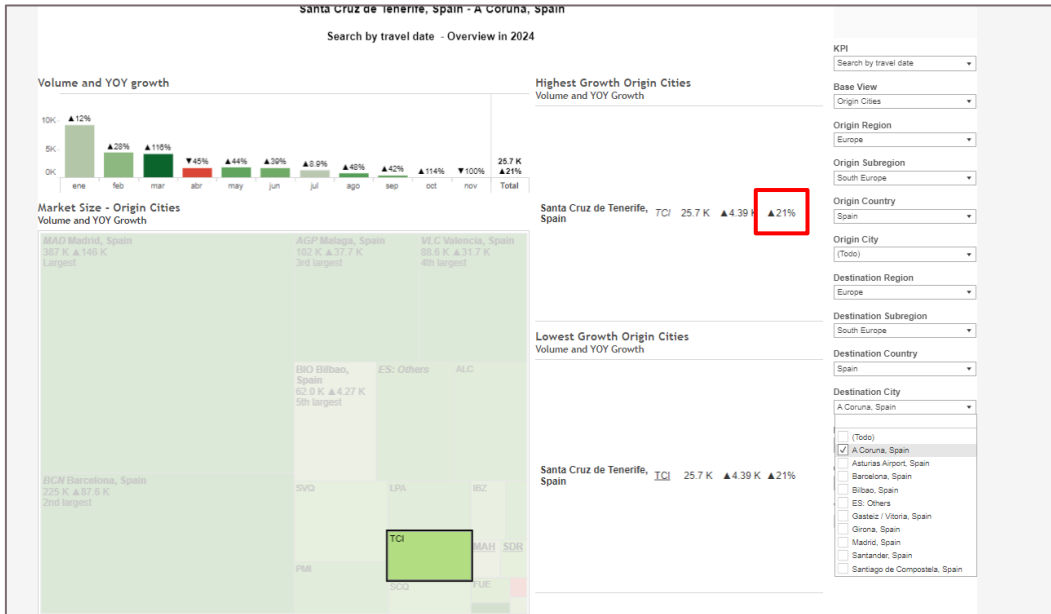 Santa Cruz de Tenerife, Spain - A Coruna, Spain
Search by travel date - Overview in 2024
Volume and YOY growth
10K
5K
0K
▲12%
▲28%
▲116%
▼45%
▲44%
▲39%
▲8.9%
▲48%
▲42%
▲114%
▼100%
25.7 K
▲21%
ene feb mar abr may jun jul ago sep oct nov Total
Market Size - Origin Cities
Volume and YOY Growth
MAD Madrid, Spain
387 K ▲146 K
Largest
AGP Malaga, Spain
102 K ▲37.7 K
3rd largest
VLC Valencia, Spain
88.6 K ▲31.7 K
4th largest
BIO Bilbao,
Spain
62.0 K ▲4.27 K
5th largest
ES: Others
ALC
BCN Barcelona, Spain
225 K ▲87.6 K
2nd largest
SVQ
LPA
IBZ
TCI
MAH
SDR
PMI
SCQ
FUE
Highest Growth Origin Cities
Volume and YOY Growth
Santa Cruz de Tenerife, TCI 25.7 K ▲4.39 K ▲21%
Spain
Lowest Growth Origin Cities
Volume and YOY Growth
Santa Cruz de Tenerife, TCI 25.7 K ▲4.39 K ▲21%
Spain
KPI
Search by travel date
Base View
Origin Cities
Origin Region
Europe
Origin Subregion
South Europe
Origin Country
Spain
Origin City
(Todo)
Destination Region
Europe
Destination Subregion
South Europe
Destination Country
Spain
Destination City
A Coruna, Spain
(Todo)
A Coruna, Spain
Asturias Airport, Spain
Barcelona, Spain
Bilbao, Spain
ES: Others
Gasteiz / Vitoria, Spain
Girona, Spain
Madrid, Spain
Santander, Spain
Santiago de Compostela, Spain